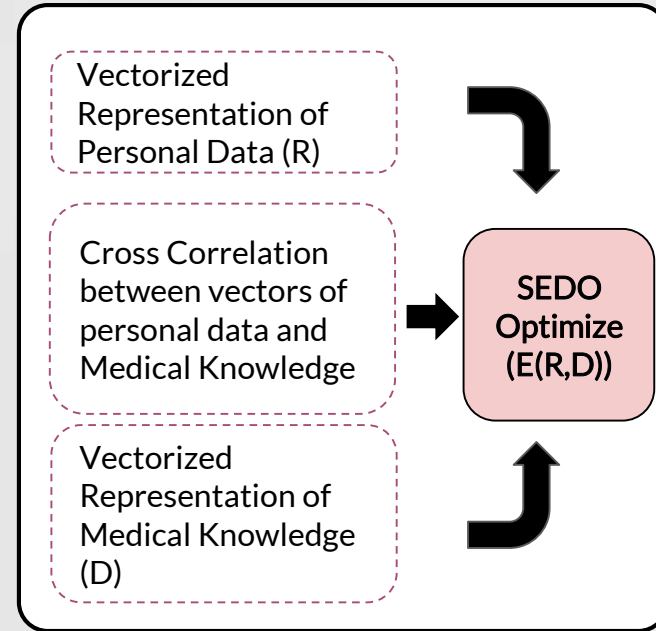 Vectorized
Representation of
Personal Data (R)
Cross Correlation
between vectors of
personal data and
Medical Knowledge
Vectorized
Representation of
Medical Knowledge
(D)
SEDO
Optimize
(E(R,D))